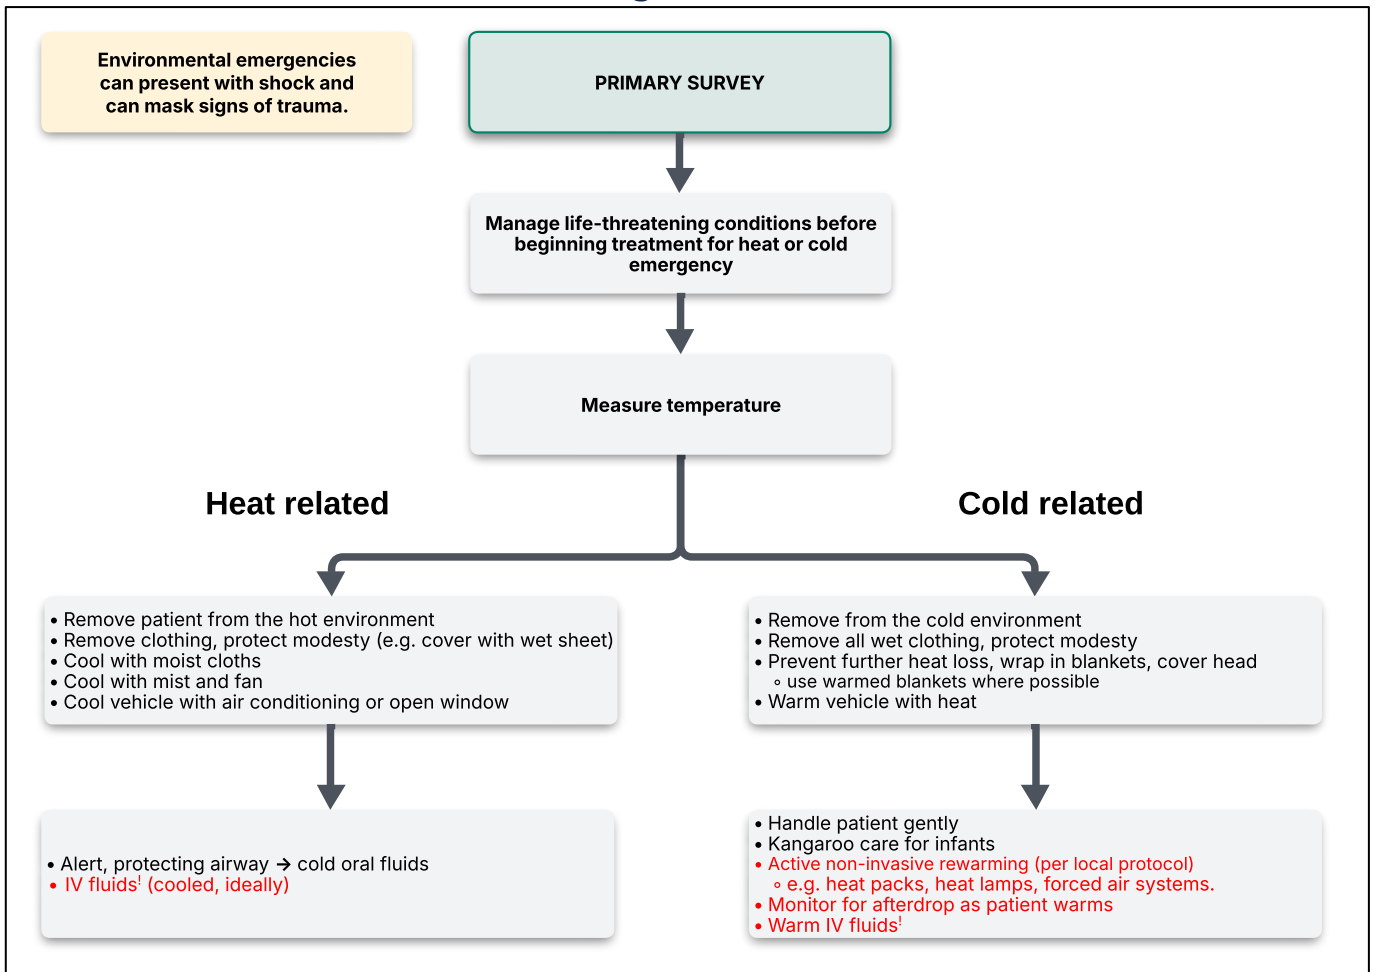 Environmental emergencies
can present with shock and
can mask signs of trauma.
PRIMARY SURVEY
Manage life-threatening conditions before
beginning treatment for heat or cold
emergency
Measure temperature
Heat related
Cold related
• Remove patient from the hot environment
• Remove clothing, protect modesty (e.g. cover with wet sheet)
• Cool with moist cloths
• Cool with mist and fan
• Cool vehicle with air conditioning or open window
• Remove from the cold environment
• Remove all wet clothing, protect modesty
• Prevent further heat loss, wrap in blankets, cover head
◦ use warmed blankets where possible
• Warm vehicle with heat
• Alert, protecting airway → cold oral fluids
• IV fluids! (cooled, ideally)
• Handle patient gently
• Kangaroo care for infants
• Active non-invasive rewarming (per local protocol)
◦ e.g. heat packs, heat lamps, forced air systems.
• Monitor for afterdrop as patient warms
• Warm IV fluids!